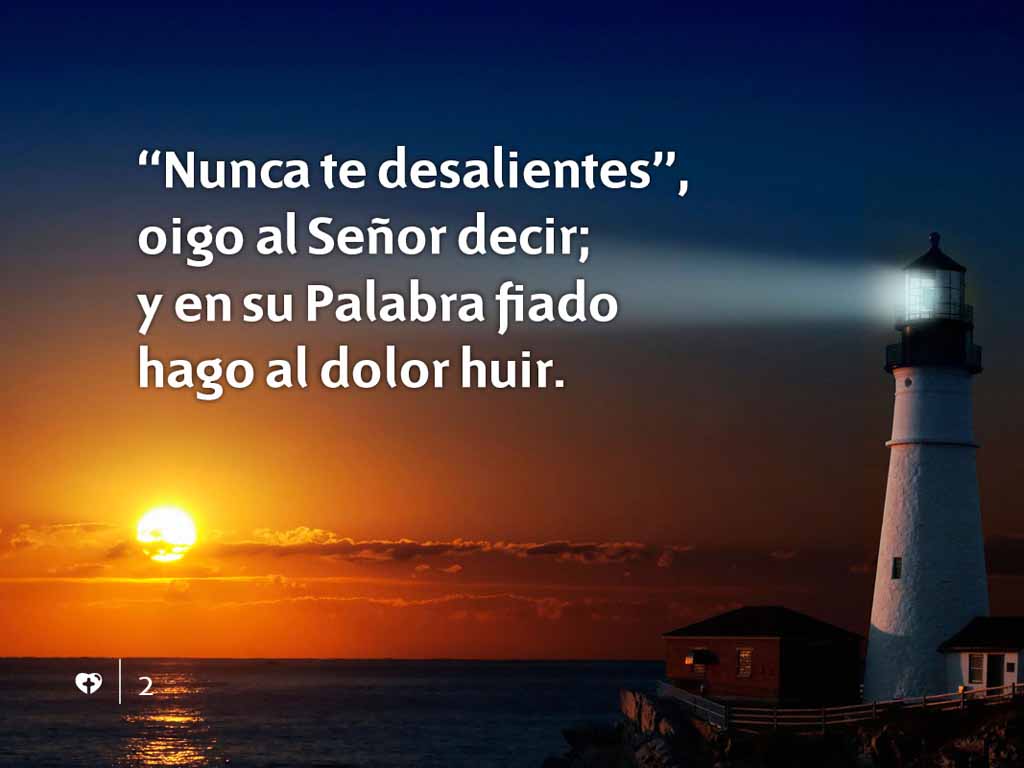 “Nunca te desalientes”,
oigo al Señor decir;
y en su Palabra fiado
hago al dolor huir.
2